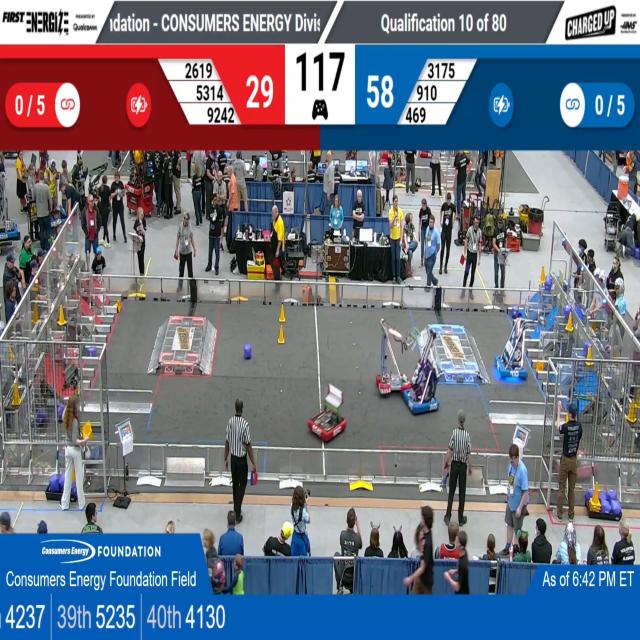 FIRST ENERGIZE PRESENTED BY Qualcomm
ndation - CONSUMERS ENERGY Divis
Qualification 10 of 80
CHARGED UP
0 / 5
2619
5314
9242
29
117
58
3175
910
469
0 / 5
Consumers Energy FOUNDATION
Consumers Energy Foundation Field
As of 6:42 PM ET
4237 39th 5235 40th 4130